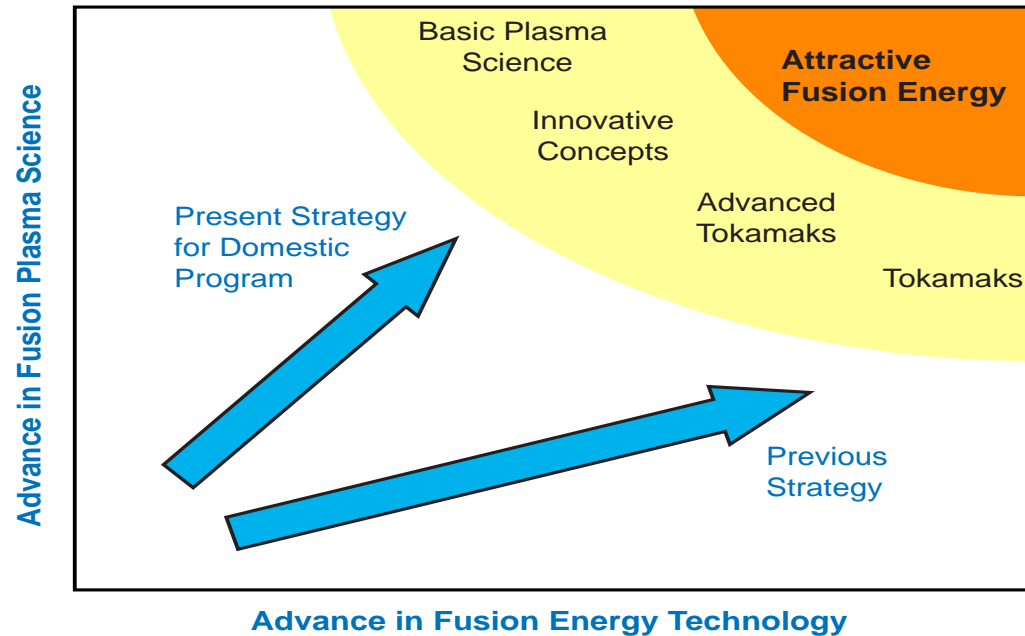 Advance in Fusion Plasma Science
Basic Plasma
Science
Attractive
Fusion Energy
Innovative
Concepts
Advanced
Tokamaks
Tokamaks
Present Strategy
for Domestic
Program
Previous
Strategy
Advance in Fusion Energy Technology